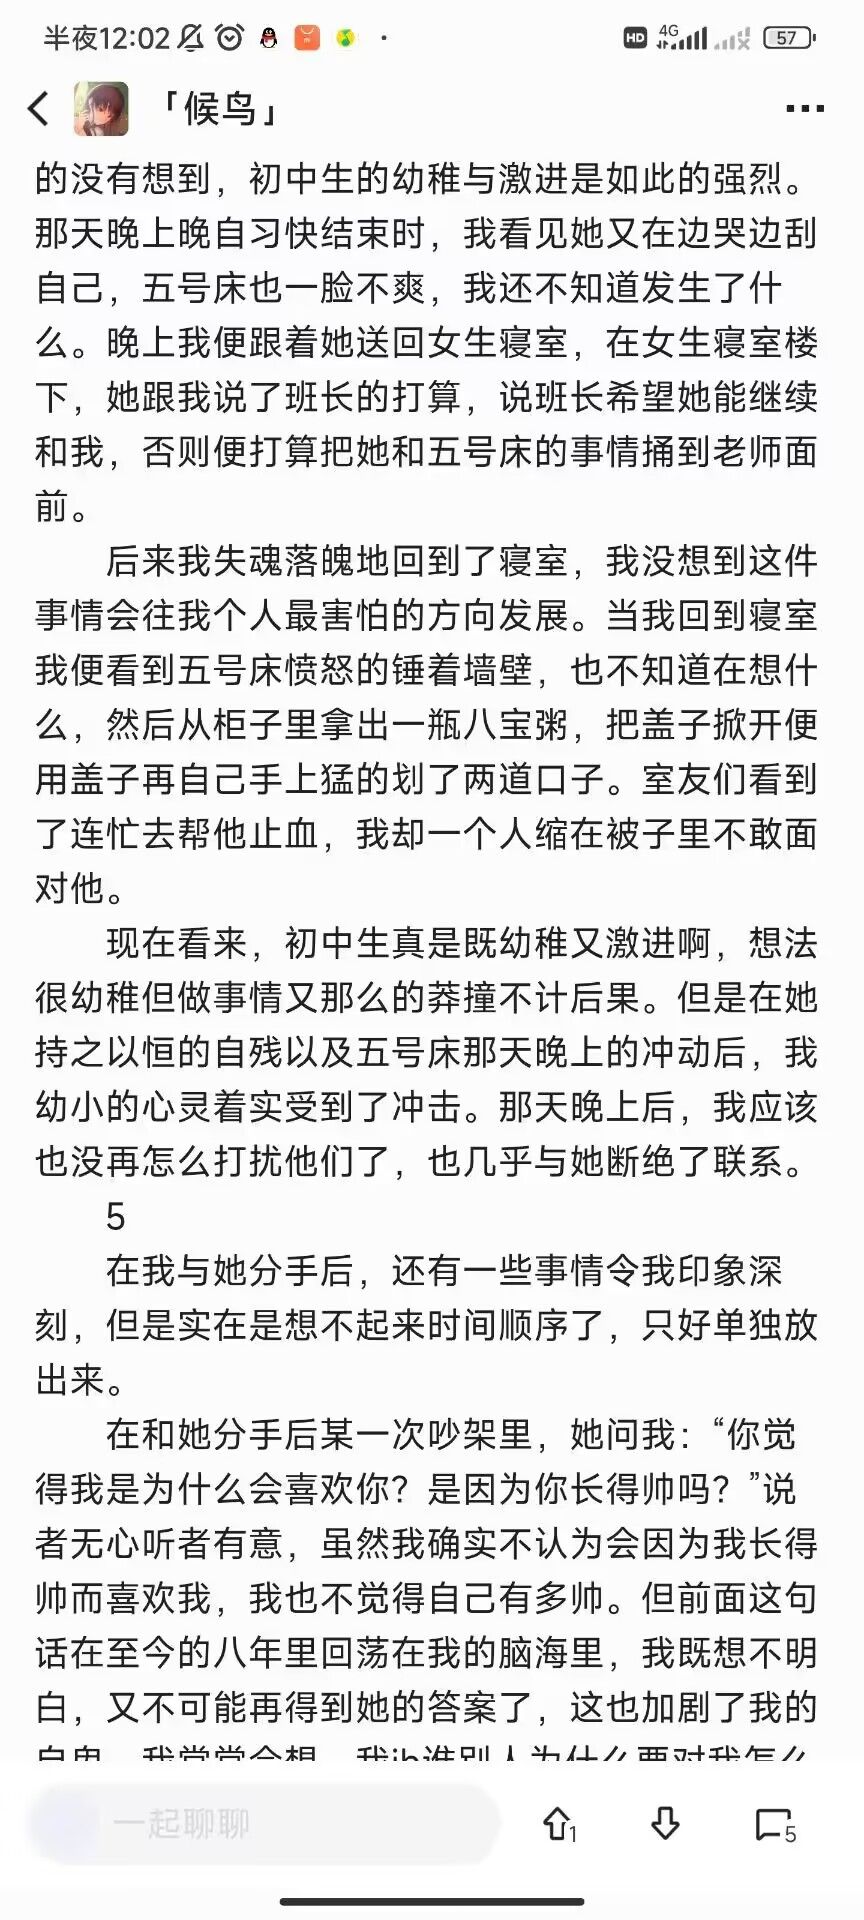 半夜12:02
HD 4G 57
「候鸟」
的没有想到，初中生的幼稚与激进是如此的强烈。
那天晚上晚自习快结束时，我看见她又在边哭边刮
自己，五号床也一脸不爽，我还不知道发生了什
么。晚上我便跟着她送回女生寝室，在女生寝室楼
下，她跟我说了班长的打算，说班长希望她能继续
和我，否则便打算把她和五号床的事情捅到老师面
前。
后来我失魂落魄地回到了寝室，我没想到这件
事情会往我个人最害怕的方向发展。当我回到寝室
我便看到五号床愤怒的锤着墙壁，也不知道在想什
么，然后从柜子里拿出一瓶八宝粥，把盖子掀开便
用盖子再自己手上猛的划了两道口子。室友们看到
了连忙去帮他止血，我却一个人缩在被子里不敢面
对他。
现在看来，初中生真是既幼稚又激进啊，想法
很幼稚但做事情又那么的莽撞不计后果。但是在她
持之以恒的自残以及五号床那天晚上的冲动后，我
幼小的心灵着实受到了冲击。那天晚上后，我应该
也没再怎么打扰他们了，也几乎与她断绝了联系。
5
在我与她分手后，还有一些事情令我印象深
刻，但是实在是想不起来时间顺序了，只好单独放
出来。
在和她分手后某一次吵架里，她问我：“你觉
得我是为什么会喜欢你？是因为你长得帅吗？”说
者无心听者有意，虽然我确实不认为会因为我长得
帅而喜欢我，我也不觉得自己有多帅。但前面这句
话在至今的八年里回荡在我的脑海里，我既想不明
白，又不可能再得到她的答案了，这也加剧了我的
一起聊聊
1
5